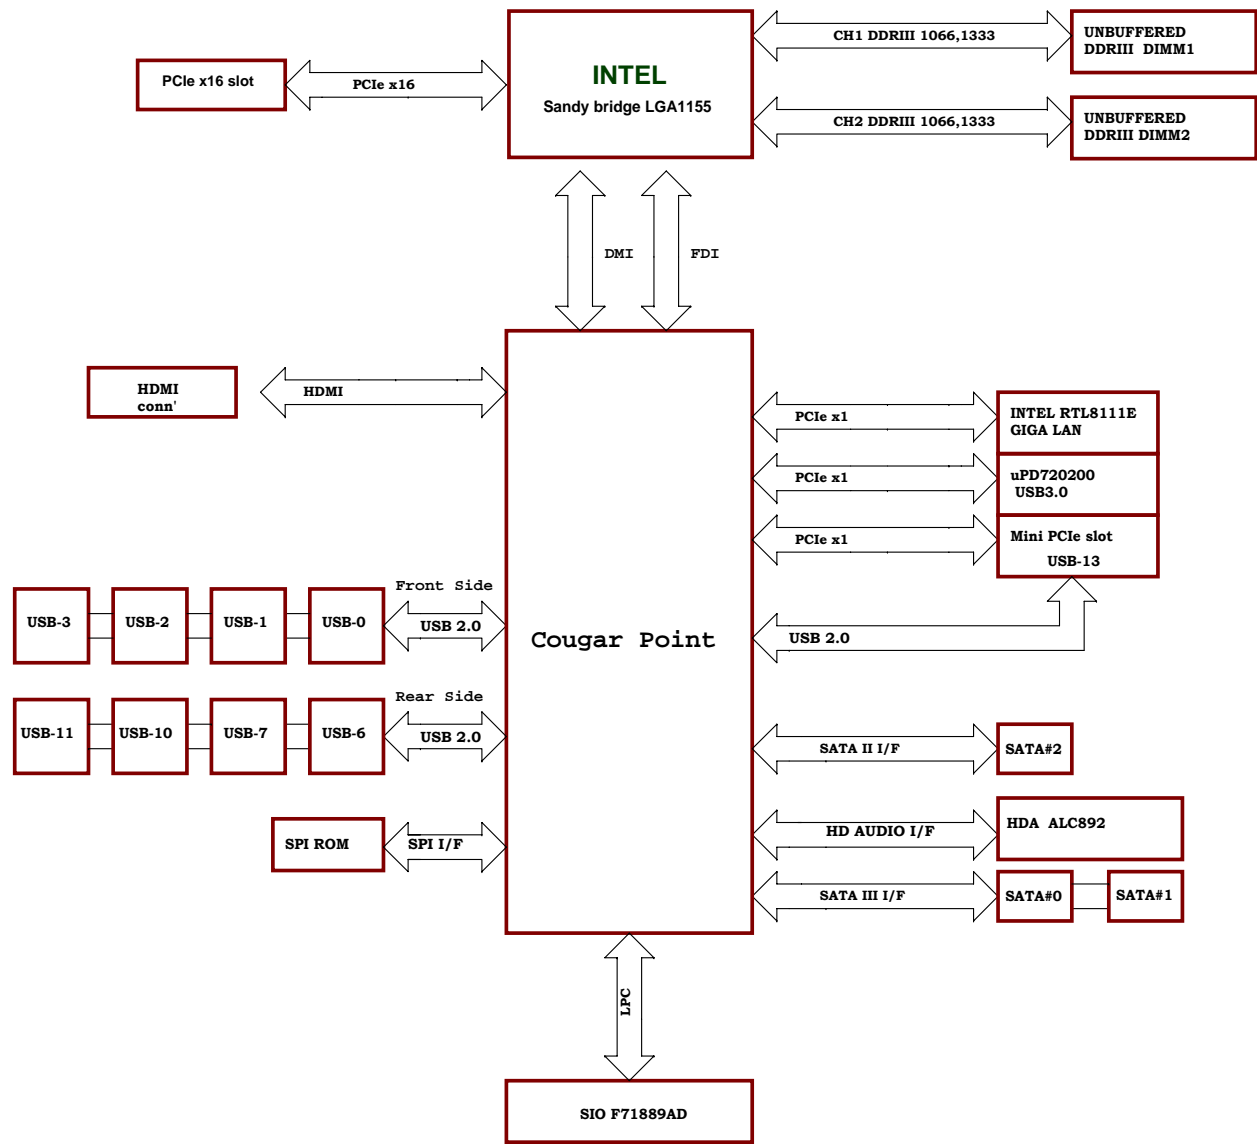 CH1 DDRIII 1066,1333
UNBUFFERED
DDRIII DIMM1
INTEL
Sandy bridge LGA1155
PCIe x16 slot
PCIe x16
CH2 DDRIII 1066,1333
UNBUFFERED
DDRIII DIMM2
DMI
FDI
HDMI
conn'
HDMI
PCIe x1
INTEL RTL8111E
GIGA LAN
PCIe x1
uPD720200
USB3.0
PCIe x1
Mini PCIe slot
USB-13
Front Side
USB-3
USB-2
USB-1
USB-0
USB 2.0
Cougar Point
USB 2.0
Rear Side
USB-11
USB-10
USB-7
USB-6
USB 2.0
SATA II I/F
SATA#2
SPI ROM
SPI I/F
HD AUDIO I/F
HDA ALC892
SATA III I/F
SATA#0
SATA#1
LPC
SIO F71889AD